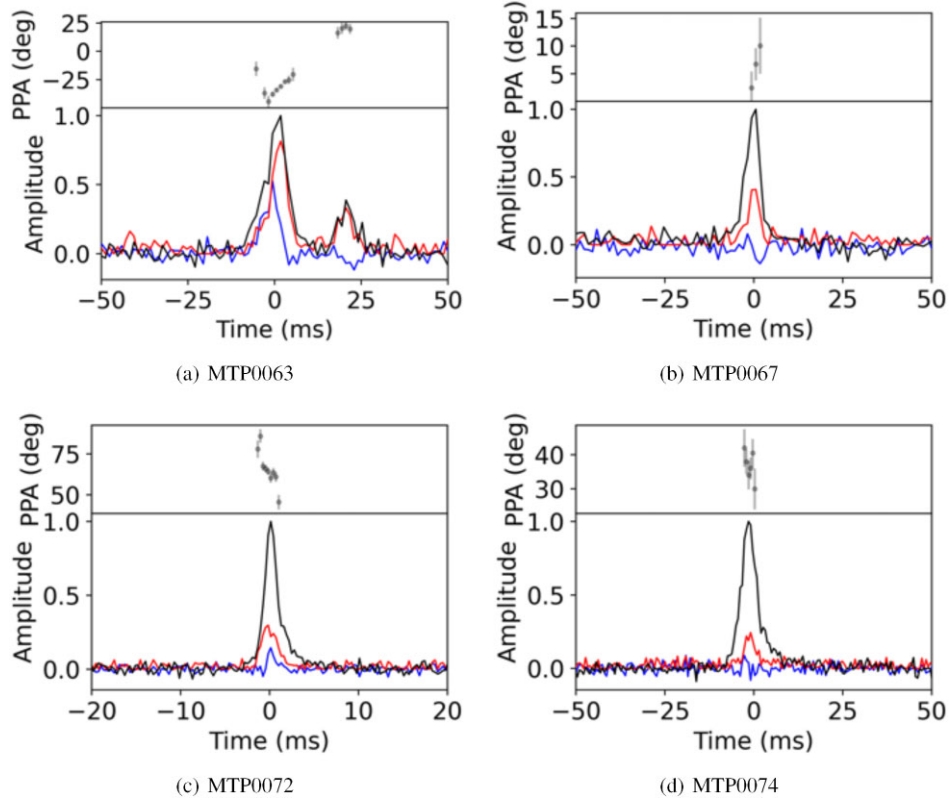 PPA (deg)
25
0
−25
Amplitude
1.0
0.5
0.0
−50 −25 0 25 50
Time (ms)
(a) MTP0063
PPA (deg)
15
10
5
Amplitude
1.0
0.5
0.0
−50 −25 0 25 50
Time (ms)
(b) MTP0067
PPA (deg)
75
50
Amplitude
1.0
0.5
0.0
−20 −10 0 10 20
Time (ms)
(c) MTP0072
PPA (deg)
40
30
Amplitude
1.0
0.5
0.0
−50 −25 0 25 50
Time (ms)
(d) MTP0074